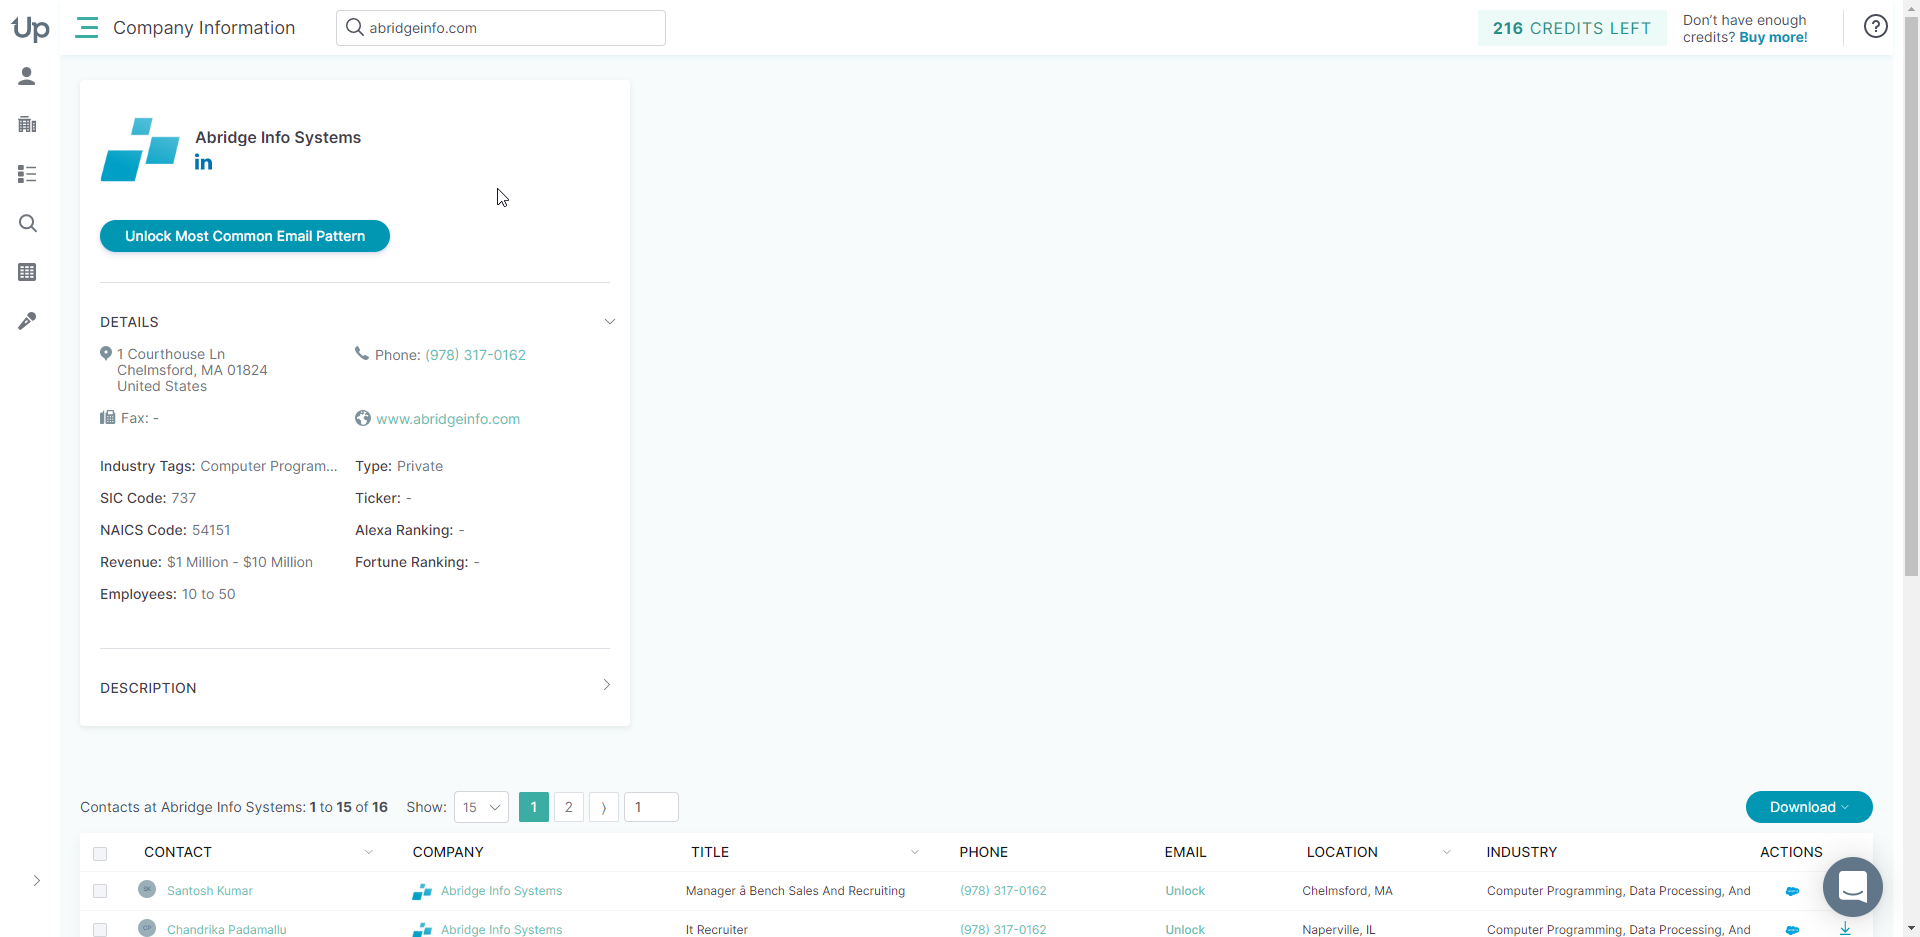 Up
Company Information
abridgeinfo.com
216 CREDITS LEFT
Don't have enough
credits? Buy more!
Abridge Info Systems
in
Unlock Most Common Email Pattern
DETAILS
1 Courthouse Ln
Chelmsford, MA 01824
United States
Phone: (978) 317-0162
Fax: -
www.abridgeinfo.com
Industry Tags: Computer Program...
Type: Private
SIC Code: 737
Ticker: -
NAICS Code: 54151
Alexa Ranking: -
Revenue: $1 Million - $10 Million
Fortune Ranking: -
Employees: 10 to 50
DESCRIPTION
Contacts at Abridge Info Systems: 1 to 15 of 16 Show: 15 1 2 ⟩ 1
Download
CONTACT COMPANY TITLE PHONE EMAIL LOCATION INDUSTRY ACTIONS
SK Santosh Kumar Abridge Info Systems Manager â Bench Sales And Recruiting (978) 317-0162 Unlock Chelmsford, MA Computer Programming, Data Processing, And
CP Chandrika Padamallu Abridge Info Systems It Recruiter (978) 317-0162 Unlock Naperville, IL Computer Programming, Data Processing, And